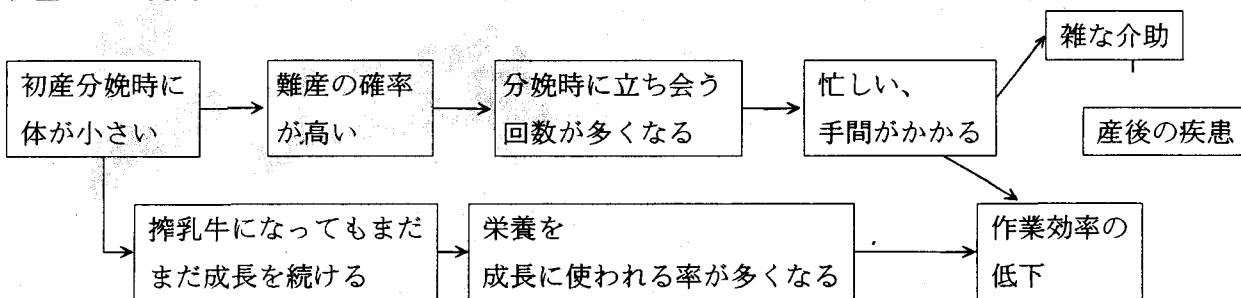 雑な介助
初産分娩時に
体が小さい
難産の確率
が高い
分娩時に立ち会う
回数が多くなる
忙しい、
手間がかかる
産後の疾患
搾乳牛になってもまだ
まだ成長を続ける
栄養を
成長に使われる率が多くなる
作業効率の
低下